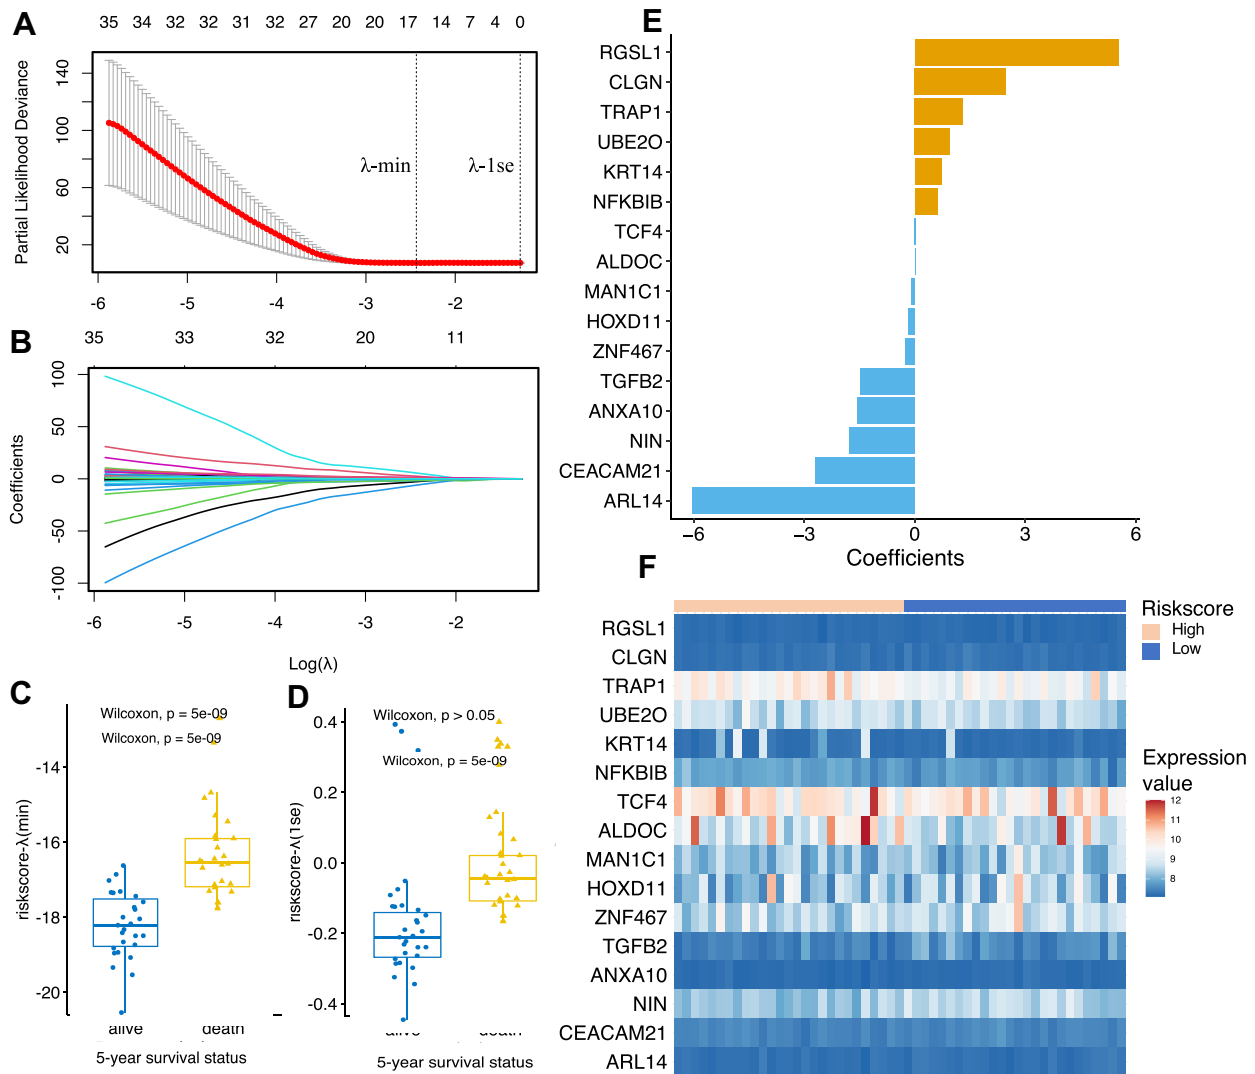 A
35 34 32 32 31 32 27 20 20 17 14 7 4 0
Partial Likelihood Deviance
140
100
60
20
λ-min
λ-1se
-6 -5 -4 -3 -2
B
35 33 32 20 11
Coefficients
100
50
0
-50
-100
-6 -5 -4 -3 -2
Log(λ)
C
Wilcoxon, p = 5e-09
Wilcoxon, p = 5e-09
riskscore-λ(min)
-14
-16
-18
-20
alive death
5-year survival status
D
Wilcoxon, p > 0.05
Wilcoxon, p = 5e-09
riskscore-λ(1se)
0.4
0.2
0.0
-0.2
-0.4
alive death
5-year survival status
E
RGSL1
CLGN
TRAP1
UBE2O
KRT14
NFKBIB
TCF4
ALDOC
MAN1C1
HOXD11
ZNF467
TGFB2
ANXA10
NIN
CEACAM21
ARL14
−6 −3 0 3 6
Coefficients
F
RGSL1
CLGN
TRAP1
UBE2O
KRT14
NFKBIB
TCF4
ALDOC
MAN1C1
HOXD11
ZNF467
TGFB2
ANXA10
NIN
CEACAM21
ARL14
Riskscore
High
Low
Expression
value
12
11
10
9
8